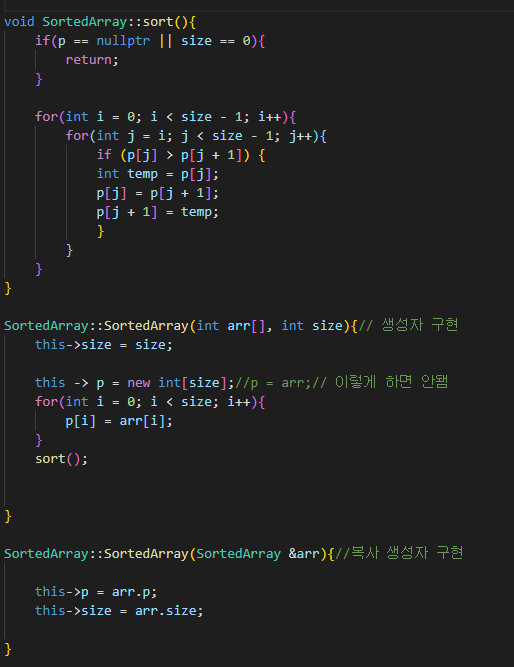 void SortedArray::sort(){
    if(p == nullptr || size == 0){
        return;
    }

    for(int i = 0; i < size - 1; i++){
        for(int j = i; j < size - 1; j++){
            if (p[j] > p[j + 1]) {
            int temp = p[j];
            p[j] = p[j + 1];
            p[j + 1] = temp;
            }
        }
    }
}

SortedArray::SortedArray(int arr[], int size){// 생성자 구현
    this->size = size;

    this -> p = new int[size];//p = arr;// 이렇게 하면 안됌
    for(int i = 0; i < size; i++){
        p[i] = arr[i];
    }
    sort();


}

SortedArray::SortedArray(SortedArray &arr){//복사 생성자 구현

    this->p = arr.p;
    this->size = arr.size;

}